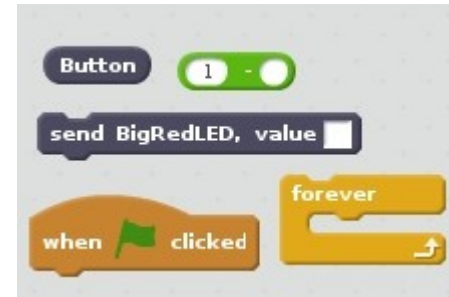 Button
1 -
send BigRedLED, value
forever
when clicked